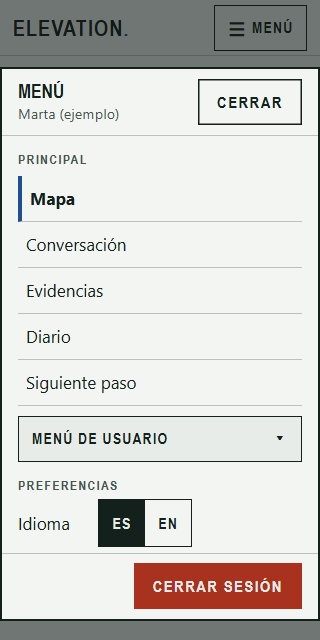 ELEVATION.
MENÚ
MENÚ
Marta (ejemplo)
CERRAR
PRINCIPAL
Mapa
Conversación
Evidencias
Diario
Siguiente paso
MENÚ DE USUARIO
PREFERENCIAS
Idioma
ES
EN
CERRAR SESIÓN